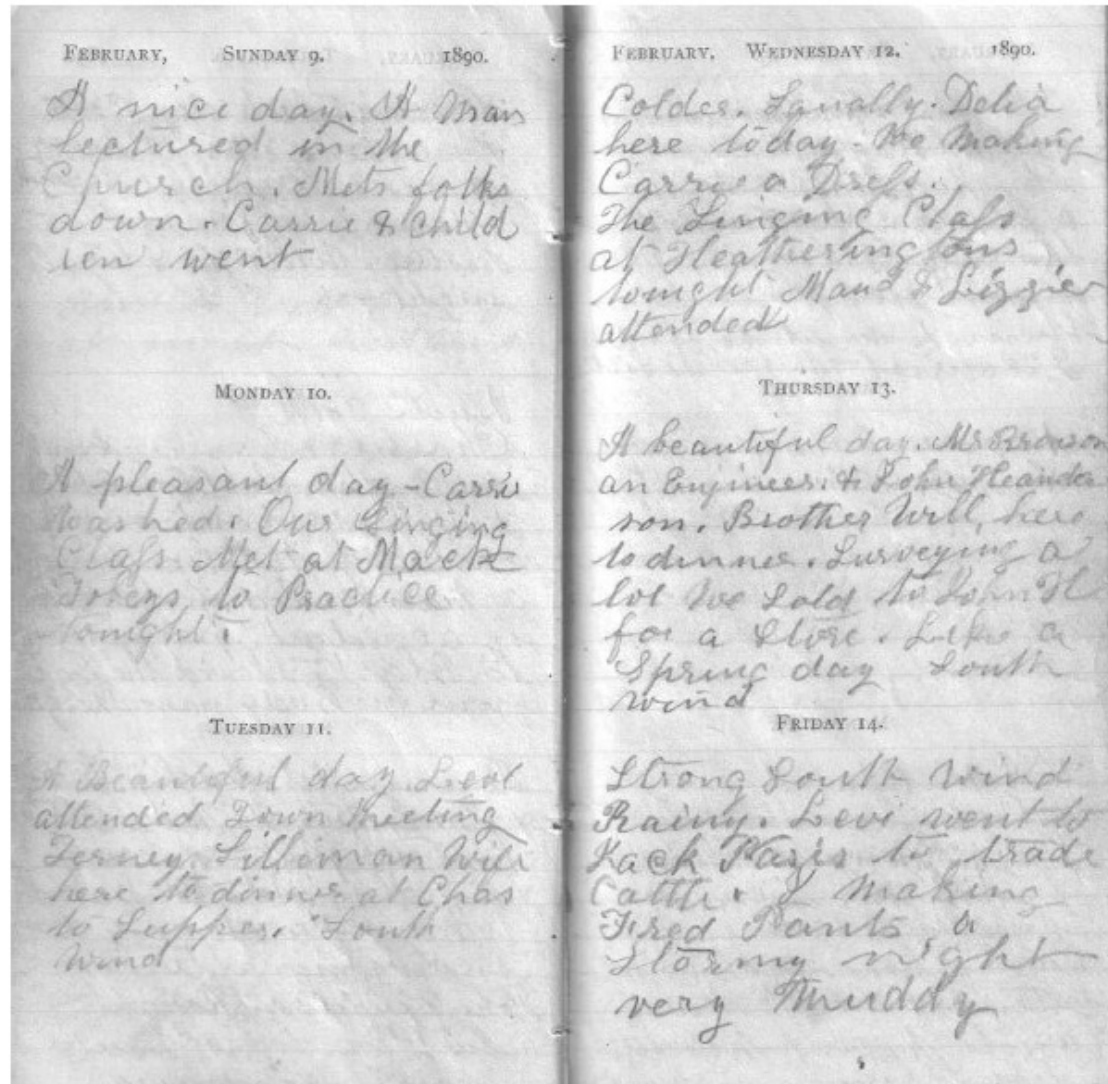 FEBRUARY, SUNDAY 9. 1890.
A nice day. A Man
Lectured in the
Church. Mets folks
down. Carrie & Child
ren went
MONDAY 10.
A pleasant day - Carrie
Washed. Our Singing
Class Met at Mack
Tobeys to Practice
tonight.
TUESDAY 11.
A Beautiful day Levi
attended Town Meeting
Will
here to dinner at Chas
to Supper. South
Wind
FEBRUARY. WEDNESDAY 12. 1890.
Colder. Delia
here today. We Making
Carrie a Dress.
The Singing Class
at Heatheringtons
tonight Maud & Lizzie
attended
THURSDAY 13.
A beautiful day. Mr Bronson
an Engineer. & John Heander
son. Brother Will, here
to dinner. Surveying a
lot We Sold to John H
for a Store. Like a
Spring day South
wind
FRIDAY 14.
Strong South Wind
Rainy. Levi went to
to trade
Cattle. I Making
Fred Pants a
Stormy night
very Muddy